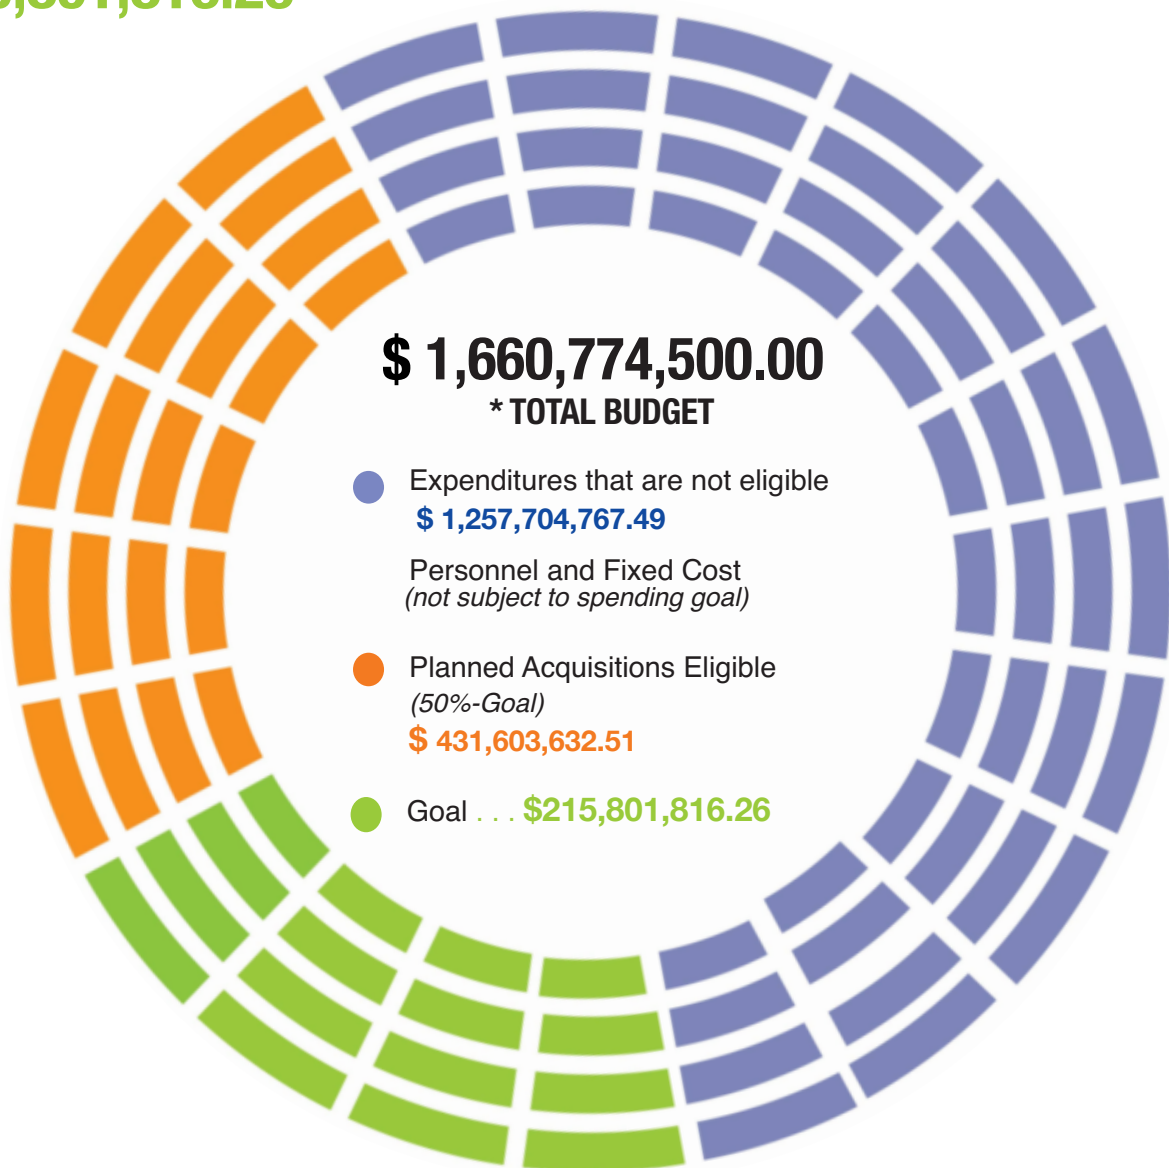 $ 1,660,774,500.00
* TOTAL BUDGET
Expenditures that are not eligible
$ 1,257,704,767.49
Personnel and Fixed Cost
(not subject to spending goal)
Planned Acquisitions Eligible
(50%-Goal)
$ 431,603,632.51
Goal . . . $215,801,816.26